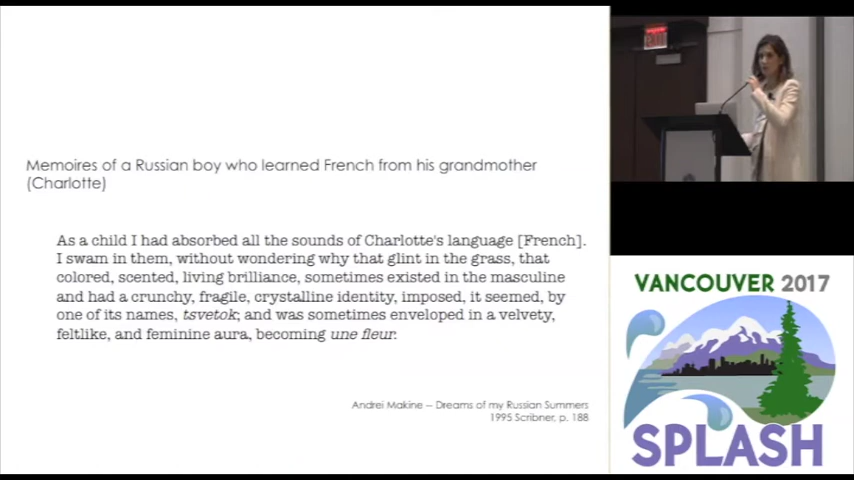 Memoires of a Russian boy who learned French from his grandmother
(Charlotte)
As a child I had absorbed all the sounds of Charlotte's language [French].
I swam in them, without wondering why that glint in the grass, that
colored, scented, living brilliance, sometimes existed in the masculine
and had a crunchy, fragile, crystalline identity, imposed, it seemed, by
one of its names, tsvetok; and was sometimes enveloped in a velvety,
feltlike, and feminine aura, becoming une fleur.
Andrei Makine – Dreams of my Russian Summers
1995 Scribner, p. 188
EXIT
VANCOUVER 2017
SPLASH